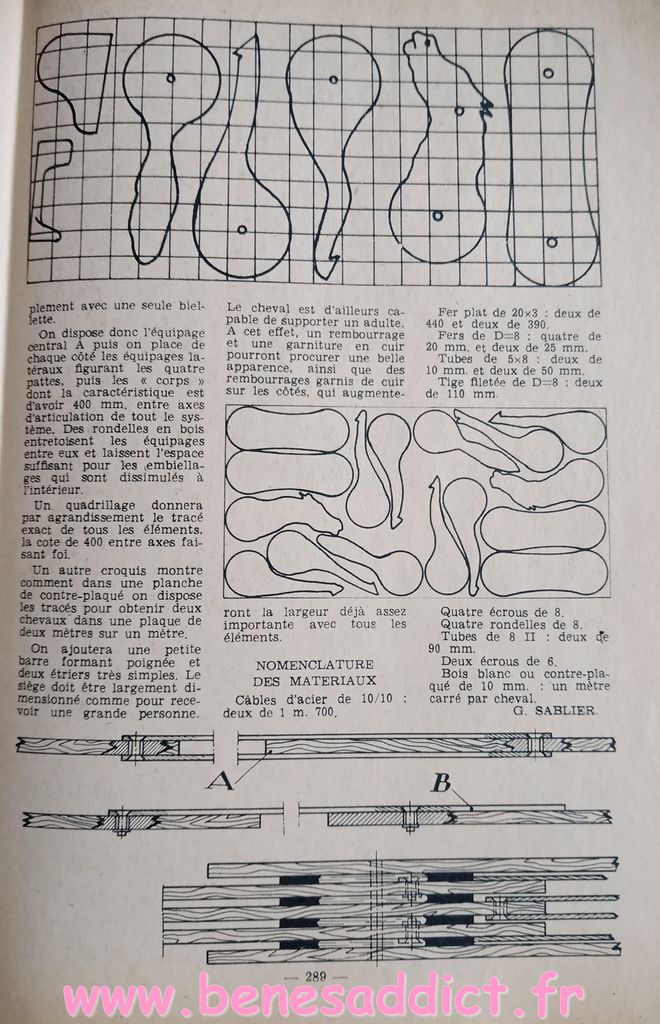 plement avec une seule biel-
lette.
On dispose donc l'équipage
central A puis on place de
chaque côté les équipages la-
téraux figurant les quatre
pattes, puis les « corps »
dont la caractéristique est
d'avoir 400 mm. entre axes
d'articulation de tout le sys-
tème. Des rondelles en bois
entretoisent les équipages
entre eux et laissent l'espace
suffisant pour les embiella-
ges qui sont dissimulés à
l'intérieur.
Un quadrillage donnera
par agrandissement le tracé
exact de tous les éléments,
la cote de 400 entre axes fai-
sant foi.
Un autre croquis montre
comment dans une planche
de contre-plaqué on dispose
les tracés pour obtenir deux
chevaux dans une plaque de
deux mètres sur un mètre.
On ajoutera une petite
barre formant poignée et
deux étriers très simples. Le
siège doit être largement di-
mensionné comme pour rece-
voir une grande personne.
Le cheval est d'ailleurs ca-
pable de supporter un adulte.
A cet effet, un rembourrage
et une garniture en cuir
pourront procurer une belle
apparence, ainsi que des
rembourrages garnis de cuir
sur les côtés, qui augmente-
ront la largeur déjà assez
importante avec tous les
éléments.
NOMENCLATURE
DES MATERIAUX
Câbles d'acier de 10/10 :
deux de 1 m. 700,
Fer plat de 20×3 : deux de
440 et deux de 390.
Fers de D=8 : quatre de
20 mm. et deux de 25 mm.
Tubes de 5×8 : deux de
10 mm. et deux de 50 mm.
Tige filetée de D=8 : deux
de 110 mm.
Quatre écrous de 8.
Quatre rondelles de 8.
Tubes de 8 II : deux de
90 mm.
Deux écrous de 6.
Bois blanc ou contre-pla-
qué de 10 mm. : un mètre
carré par cheval.
G. SABLIER.
A
B
— 289 —
www.benesaddict.fr